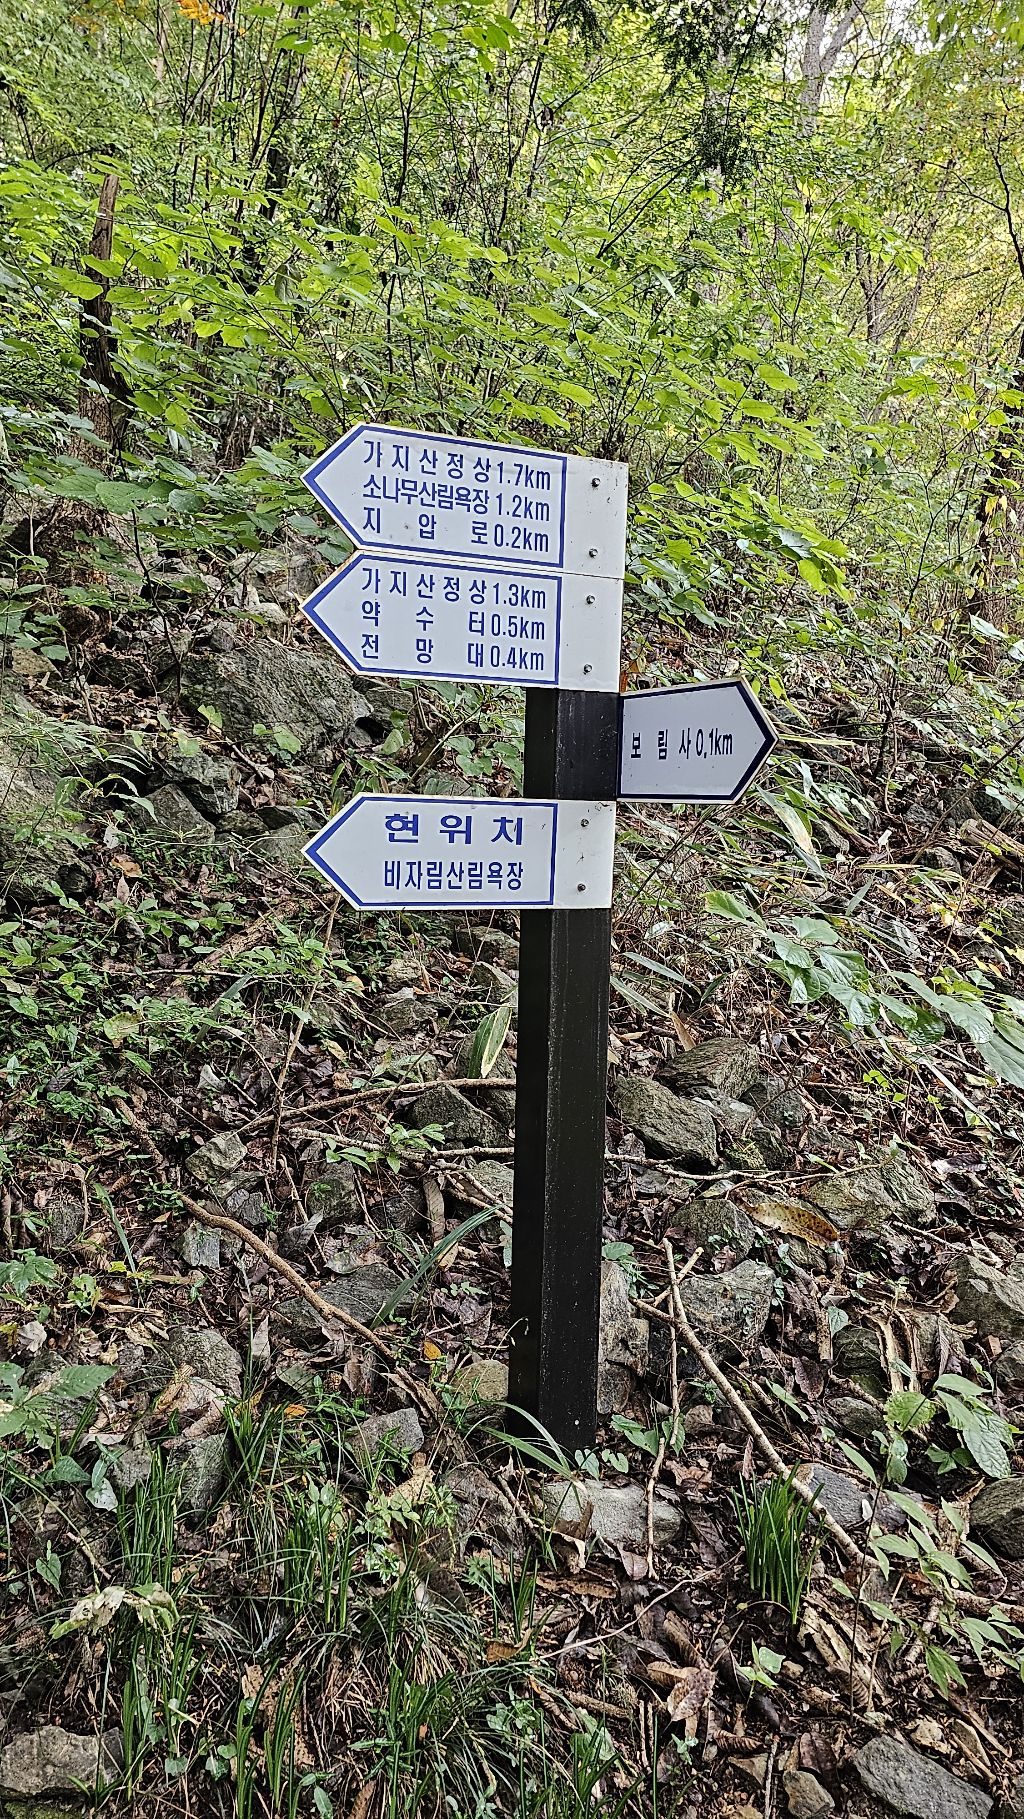 가지산정상 1.7km
소나무산림욕장 1.2km
지압로 0.2km
가지산정상 1.3km
약수터 0.5km
전망대 0.4km
보림사 0,1km
현위치
비자림산림욕장